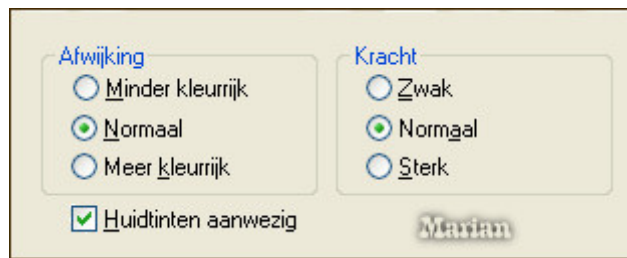 Afwijking
Minder kleurrijk
Normaal
Meer kleurrijk
Kracht
Zwak
Normaal
Sterk
Huidtinten aanwezig
Marian